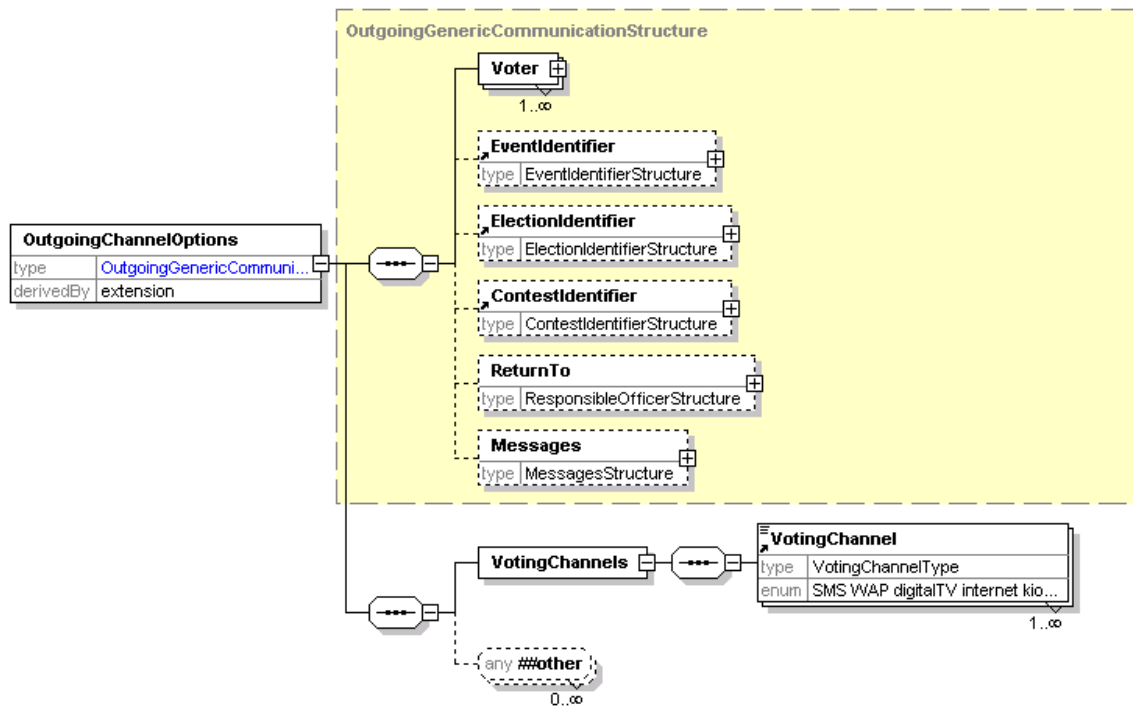 OutgoingGenericCommunicationStructure
Voter
1..∞
EventIdentifier
type EventIdentifierStructure
ElectionIdentifier
type ElectionIdentifierStructure
OutgoingChannelOptions
type OutgoingGenericCommuni...
derivedBy extension
ContestIdentifier
type ContestIdentifierStructure
ReturnTo
type ResponsibleOfficerStructure
Messages
type MessagesStructure
VotingChannels
VotingChannel
type VotingChannelType
enum SMS WAP digitalTV internet kio...
1..∞
any ##other
0..∞